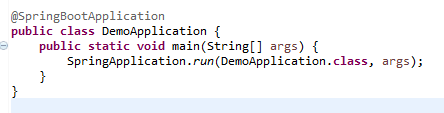 @SpringBootApplication
public class DemoApplication {
    public static void main(String[] args) {
        SpringApplication.run(DemoApplication.class, args);
    }
}